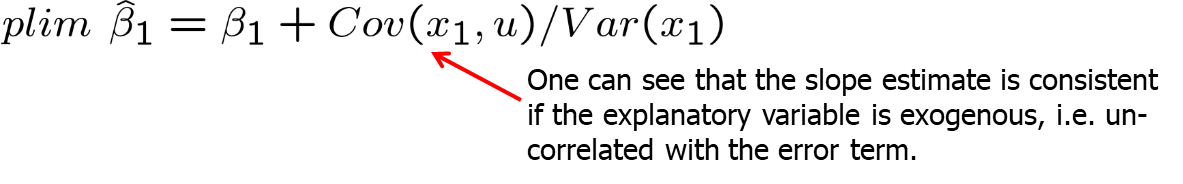 plim β̂₁ = β₁ + Cov(x₁, u)/Var(x₁)
One can see that the slope estimate is consistent
if the explanatory variable is exogenous, i.e. un-
correlated with the error term.